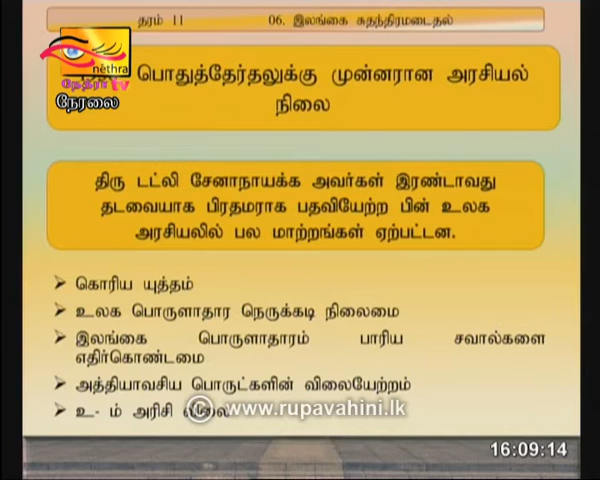 தரம் 11 06. இலங்கை சுதந்திரமடைதல்
nethra
நேத்ரா tv
நேரலை
பொதுத்தேர்தலுக்கு முன்னரான அரசியல்
நிலை
திரு டட்லி சேனாநாயக்க அவர்கள் இரண்டாவது
தடவையாக பிரதமராக பதவியேற்ற பின் உலக
அரசியலில் பல மாற்றங்கள் ஏற்பட்டன.
➤ கொரிய யுத்தம்
➤ உலக பொருளாதார நெருக்கடி நிலைமை
➤ இலங்கை பொருளாதாரம் பாரிய சவால்களை
எதிர்கொண்டமை
➤ அத்தியாவசிய பொருட்களின் விலையேற்றம்
➤ உ- ம் அரிசி விலை
© www.rupavahini.lk
16:09:14